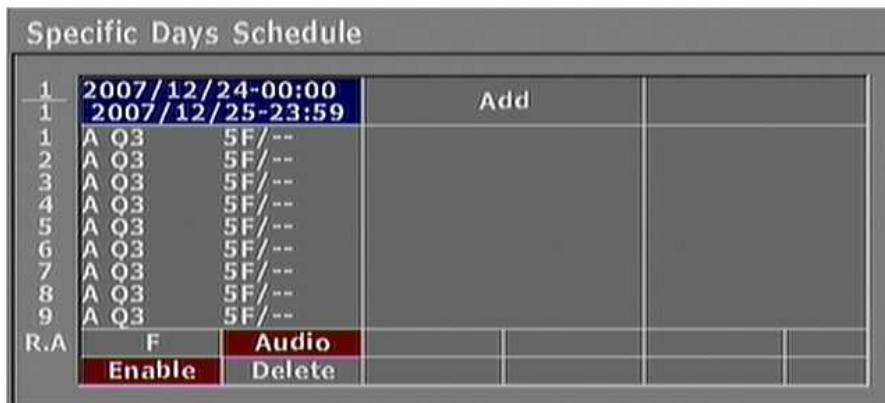 Specific Days Schedule
1 2007/12/24-00:00 Add
1 2007/12/25-23:59
1 A Q3 5F/--
2 A Q3 5F/--
3 A Q3 5F/--
4 A Q3 5F/--
5 A Q3 5F/--
6 A Q3 5F/--
7 A Q3 5F/--
8 A Q3 5F/--
9 A Q3 5F/--
R.A F Audio
Enable Delete